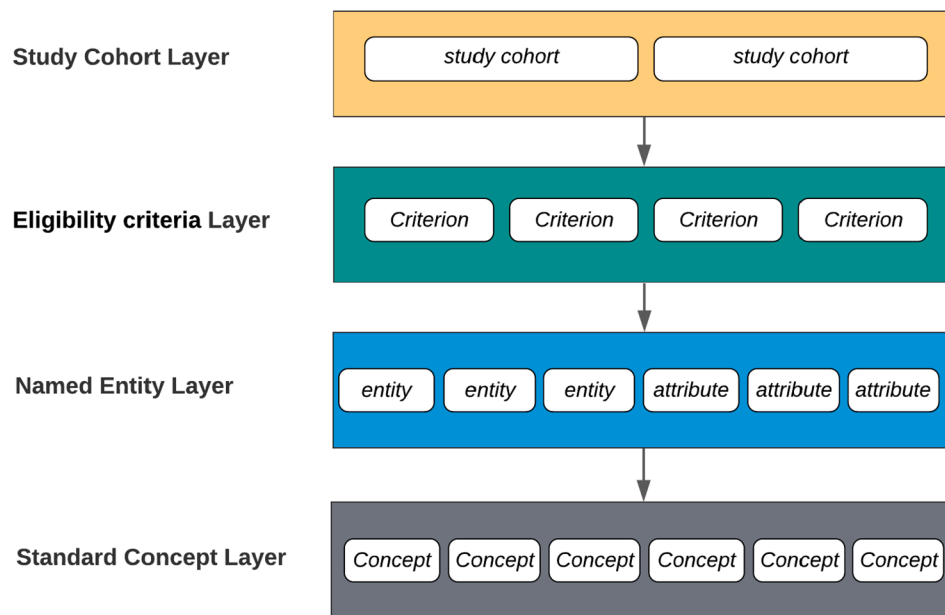 Study Cohort Layer
study cohort study cohort
Eligibility criteria Layer
Criterion Criterion Criterion Criterion
Named Entity Layer
entity entity entity attribute attribute attribute
Standard Concept Layer
Concept Concept Concept Concept Concept Concept